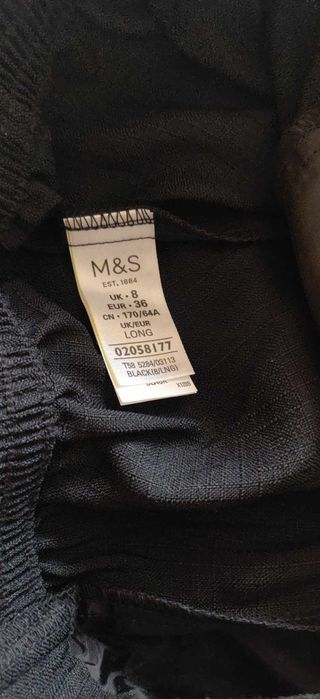 M&S
EST. 1884
UK • 8
EUR • 36
CN • 170/64A
UK/EUR
LONG
02058177
T58 5284/03113
BLACK(8/LNG)